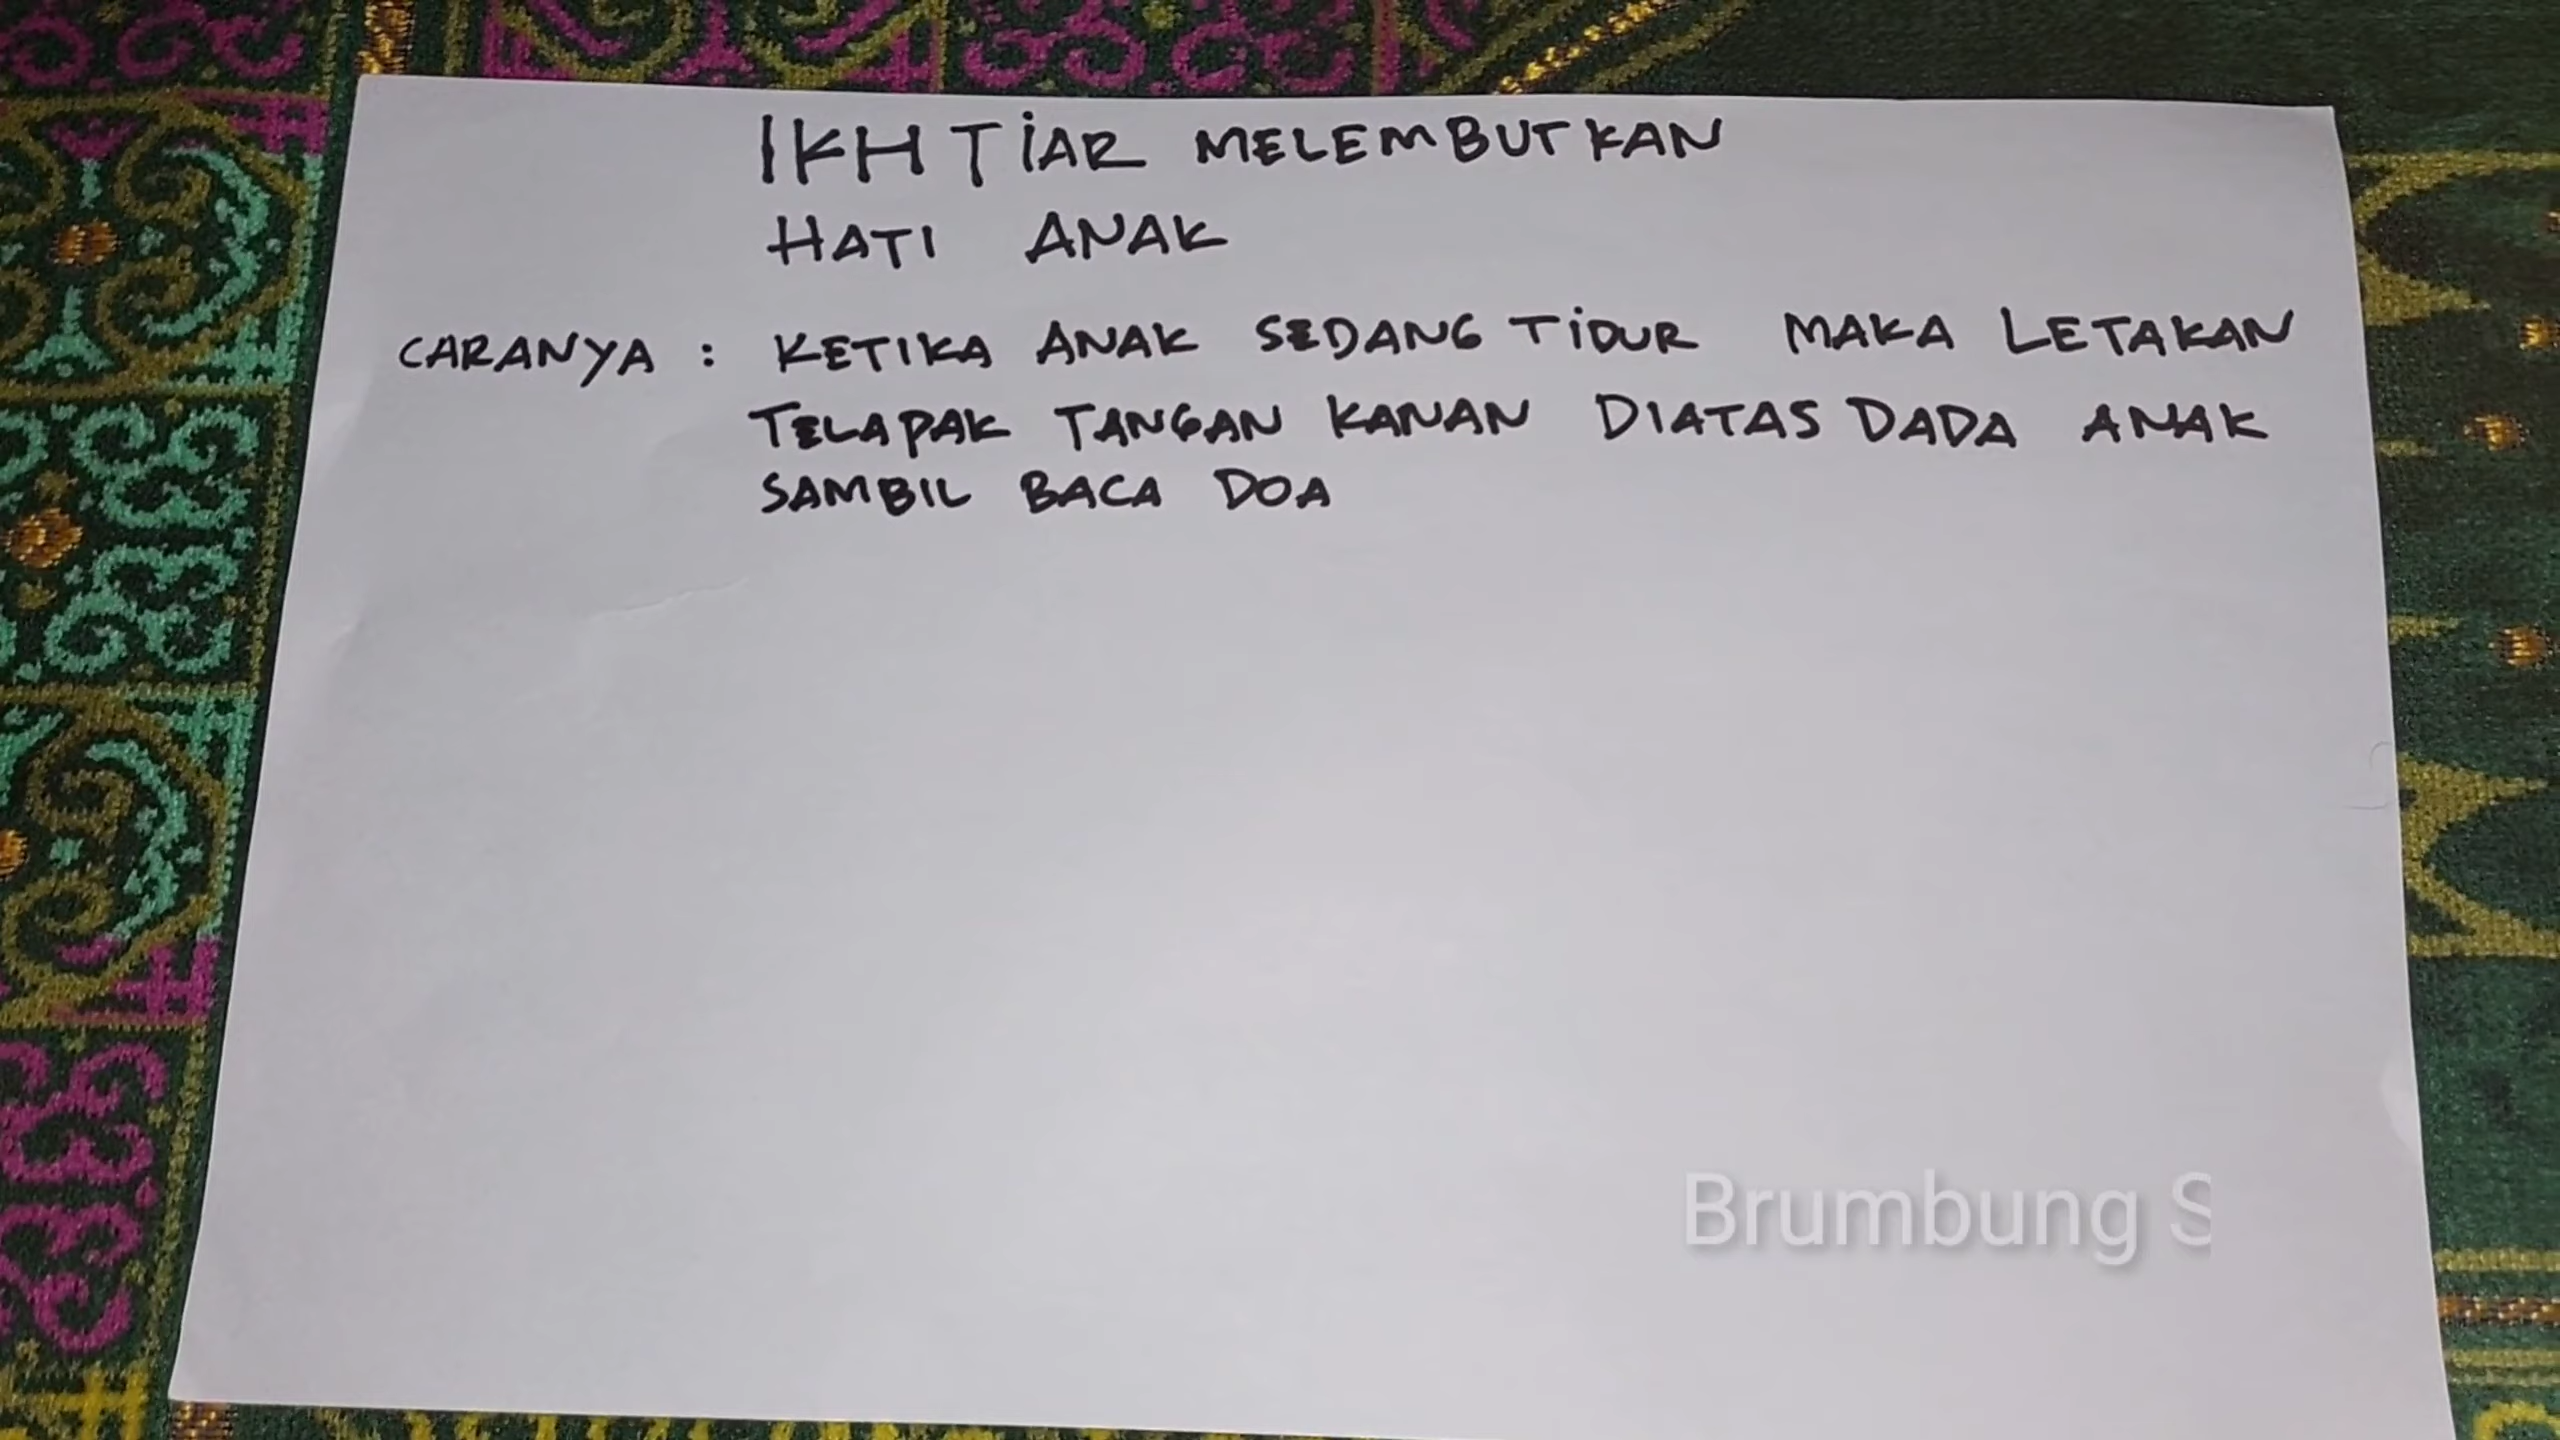 IKHTIAR MELEMBUTKAN
HATI ANAK
CARANYA : KETIKA ANAK SEDANG TIDUR MAKA LETAKAN
TELAPAK TANGAN KANAN DIATAS DADA ANAK
SAMBIL BACA DOA
Brumbung S